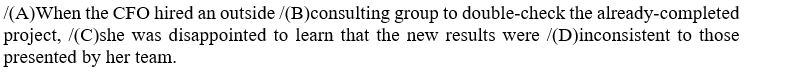 /(A)When the CFO hired an outside /(B)consulting group to double-check the already-completed
project, /(C)she was disappointed to learn that the new results were /(D)inconsistent to those
presented by her team.